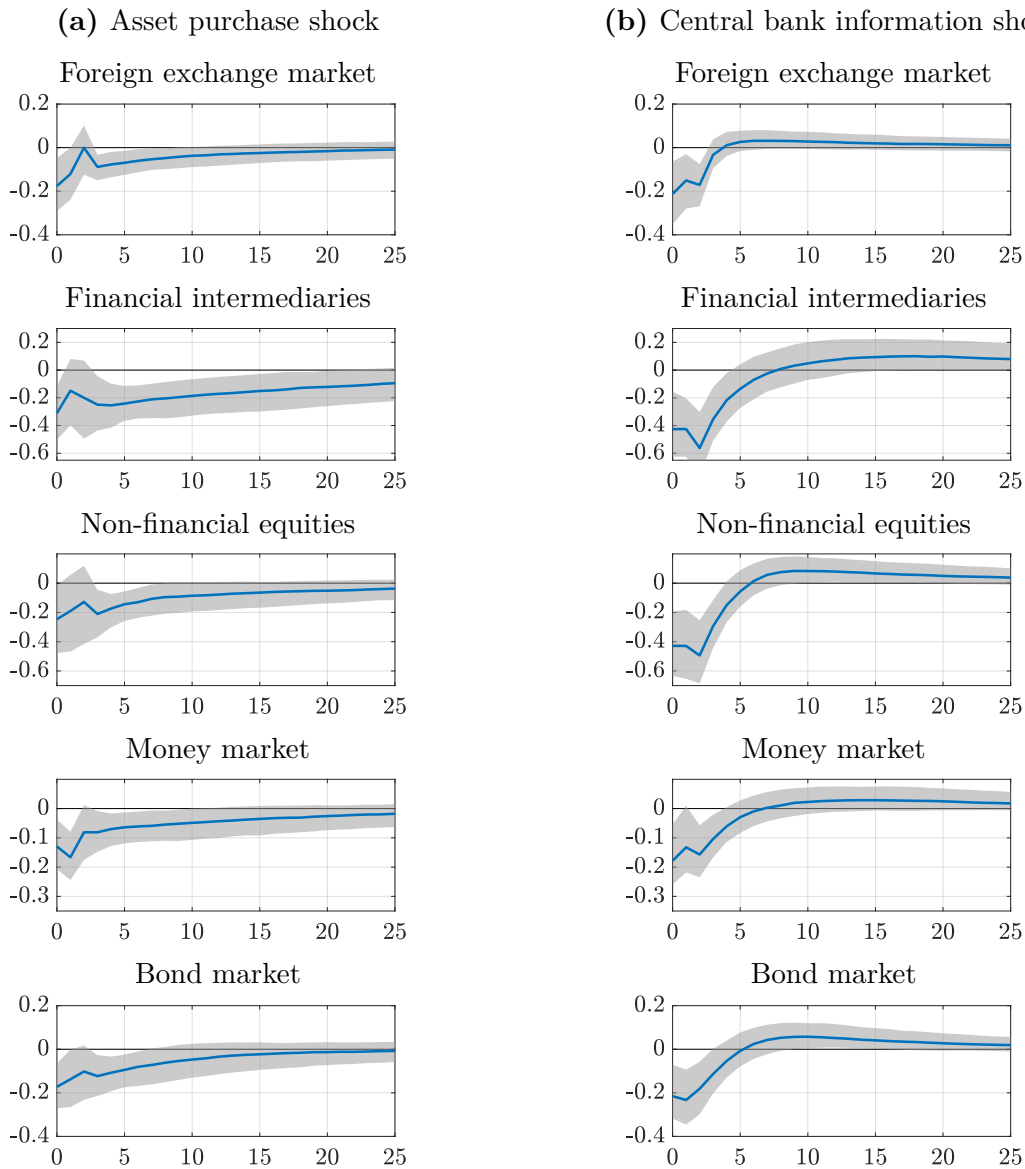 (a) Asset purchase shock
(b) Central bank information sho
Foreign exchange market
0.2
0
-0.2
-0.4
0 5 10 15 20 25
Foreign exchange market
0.2
0
-0.2
-0.4
0 5 10 15 20 25
Financial intermediaries
0.2
0
-0.2
-0.4
-0.6
0 5 10 15 20 25
Financial intermediaries
0.2
0
-0.2
-0.4
-0.6
0 5 10 15 20 25
Non-financial equities
0
-0.2
-0.4
-0.6
0 5 10 15 20 25
Non-financial equities
0
-0.2
-0.4
-0.6
0 5 10 15 20 25
Money market
0
-0.1
-0.2
-0.3
0 5 10 15 20 25
Money market
0
-0.1
-0.2
-0.3
0 5 10 15 20 25
Bond market
0.2
0
-0.2
-0.4
0 5 10 15 20 25
Bond market
0.2
0
-0.2
-0.4
0 5 10 15 20 25